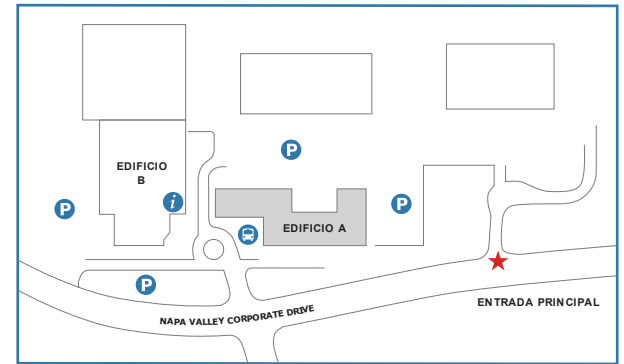 P
EDIFICIO
B
P
i
P
EDIFICIO A
P
ENTRADA PRINCIPAL
NAPA VALLEY CORPORATE DRIVE